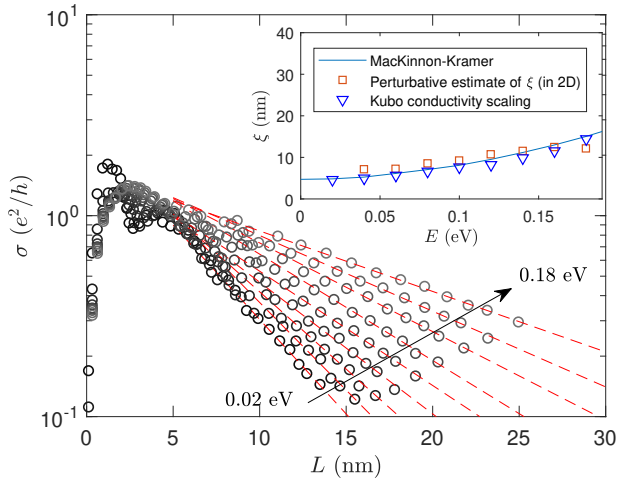 10^1
10^0
10^-1
σ (e^2/h)
0 5 10 15 20 25 30
L (nm)
0.02 eV
0.18 eV
40
30
20
10
0
ξ (nm)
0.05 0.1 0.15
E (eV)
MacKinnon-Kramer
Perturbative estimate of ξ (in 2D)
Kubo conductivity scaling